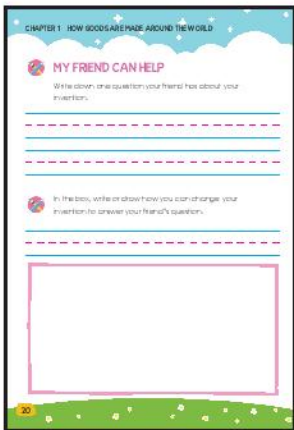 CHAPTER 1 HOW GOODS ARE MADE AROUND THE WORLD
MY FRIEND CAN HELP
Write down one question your friend has about your
invention.
In the box, write or draw how you can change your
invention to answer your friend's question.
20